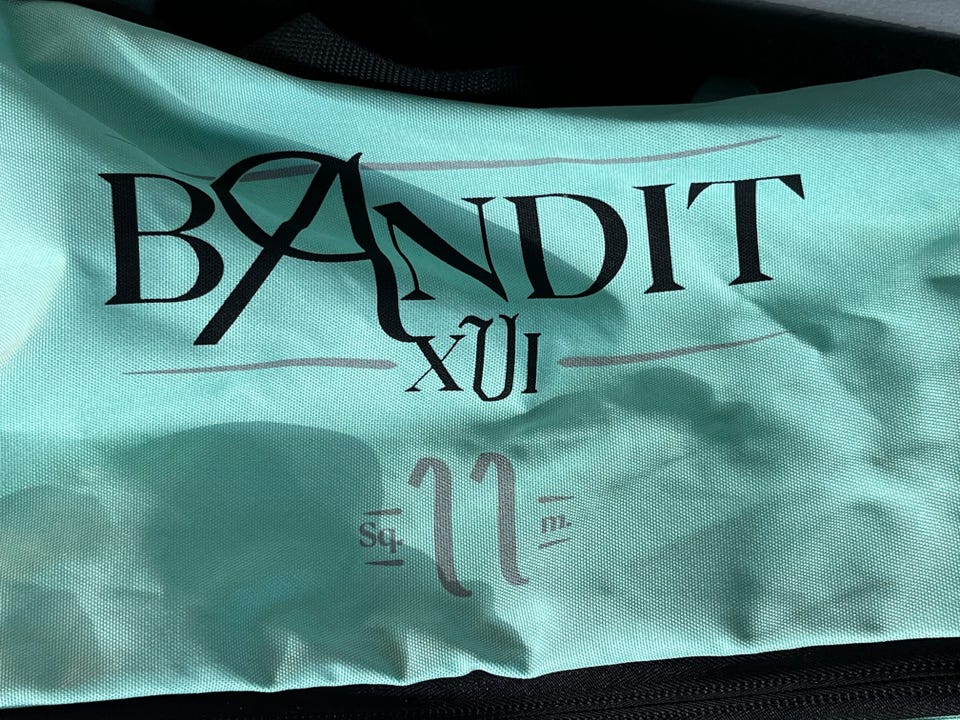 BANDIT
XVI
Sq. 11 m.